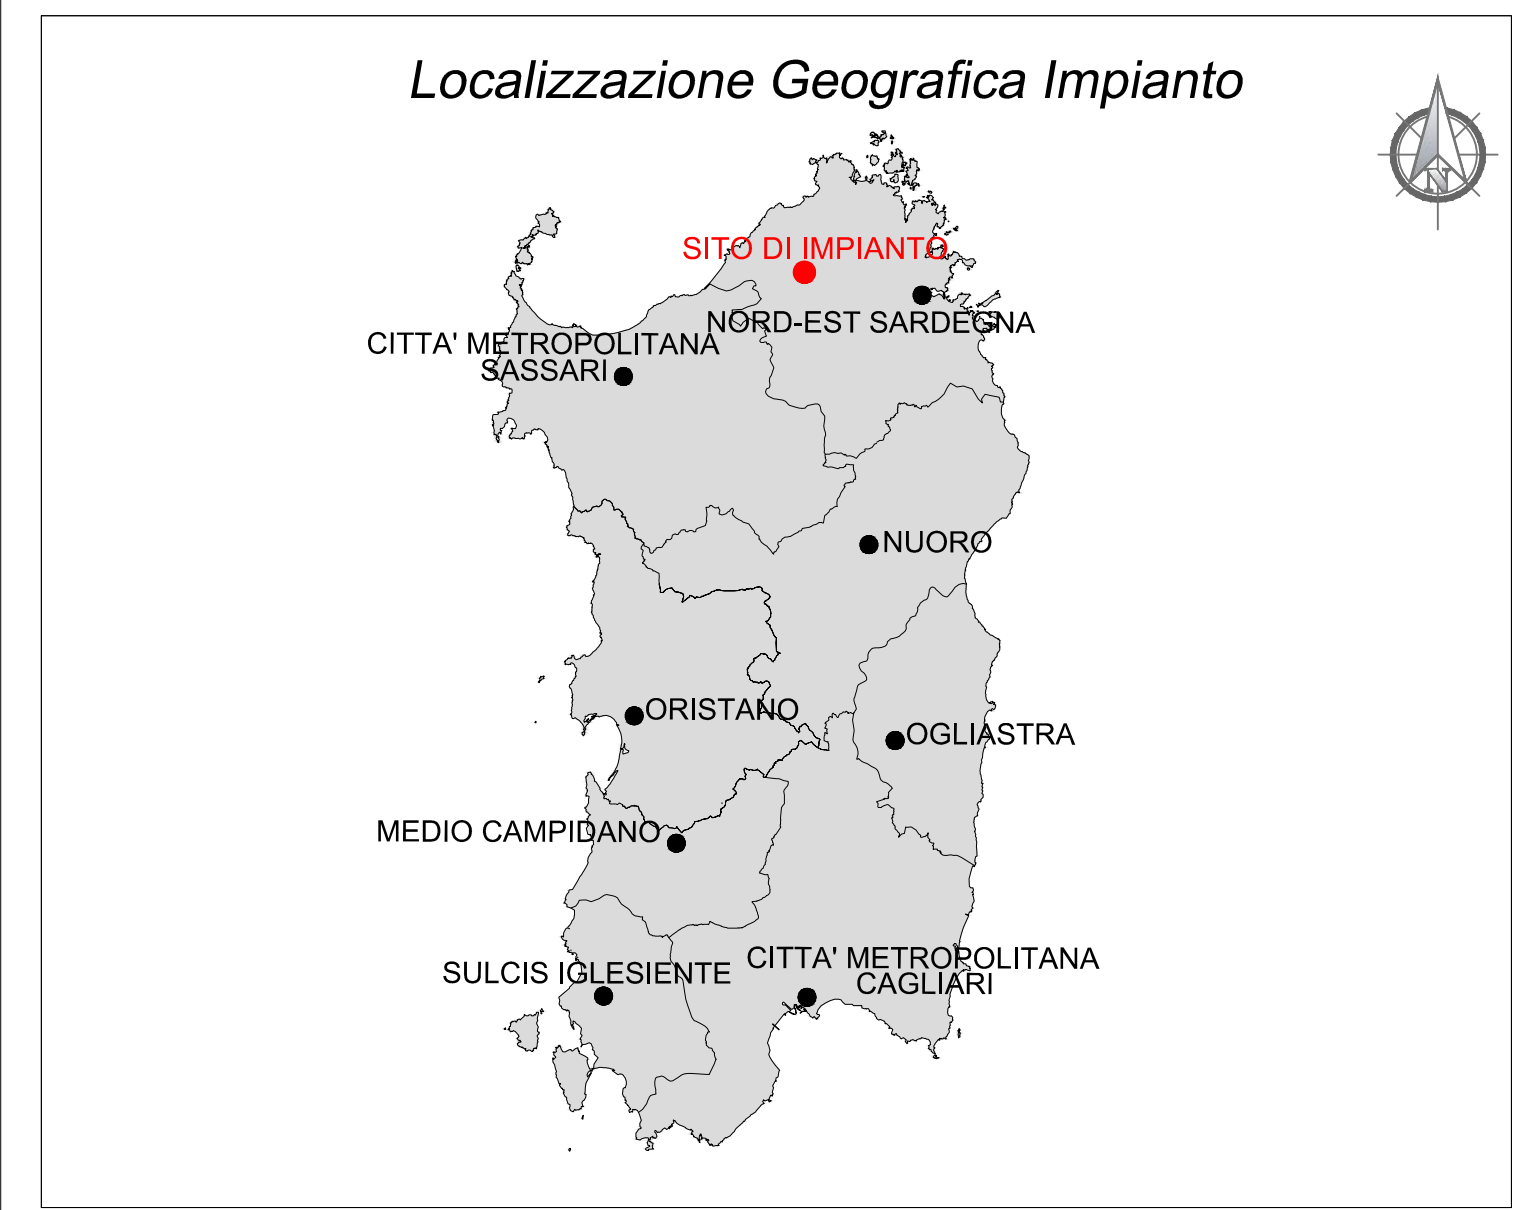 Localizzazione Geografica Impianto
N
SITO DI IMPIANTO
NORD-EST SARDEGNA
CITTA' METROPOLITANA
SASSARI
NUORO
ORISTANO
OGLIASTRA
MEDIO CAMPIDANO
CITTA' METROPOLITANA
CAGLIARI
SULCIS IGLESIENTE